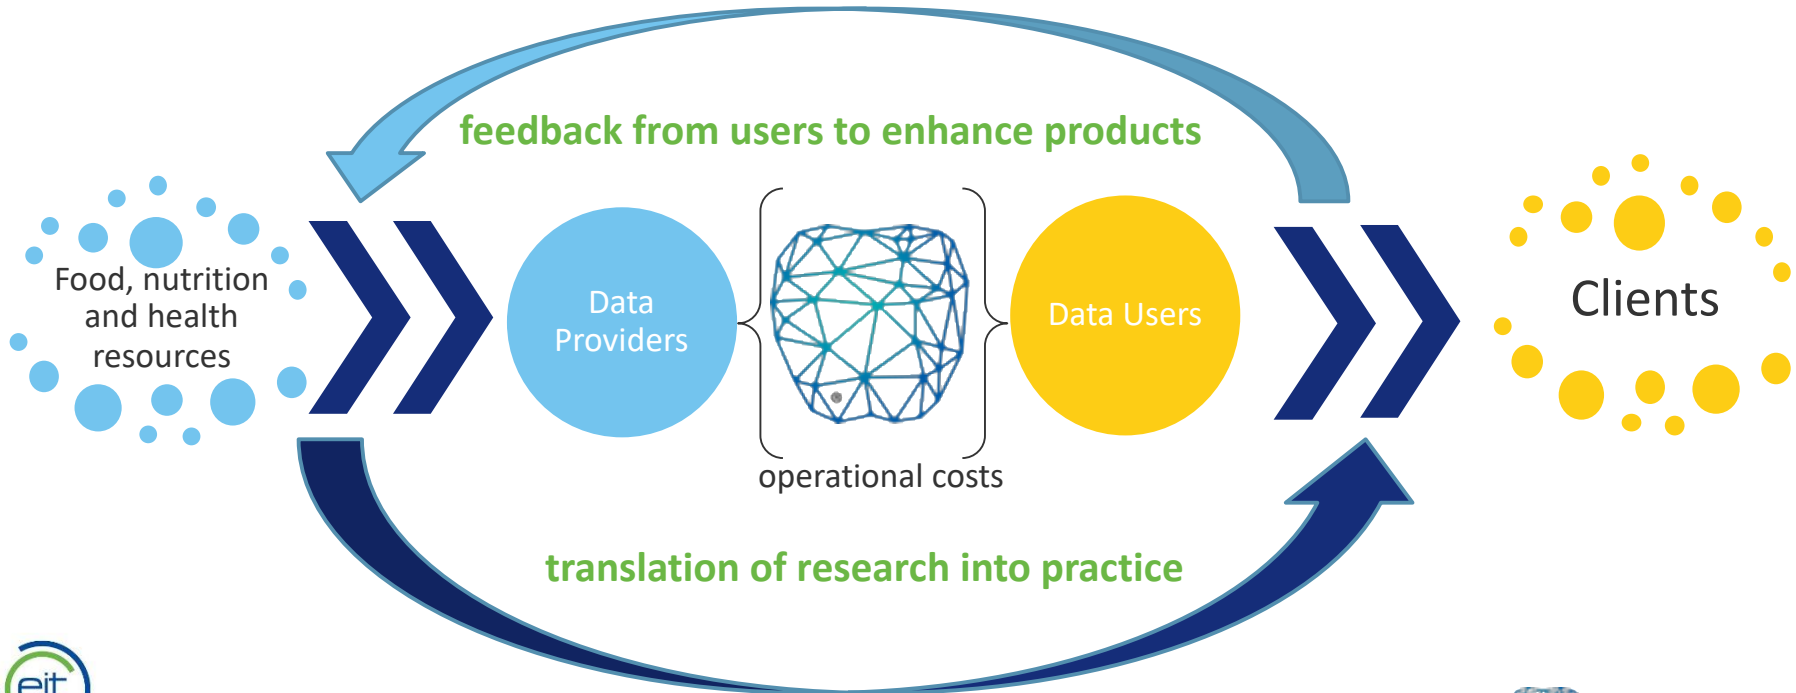 feedback from users to enhance products
Food, nutrition
and health
resources
Data
Providers
Data Users
Clients
operational costs
translation of research into practice
eit